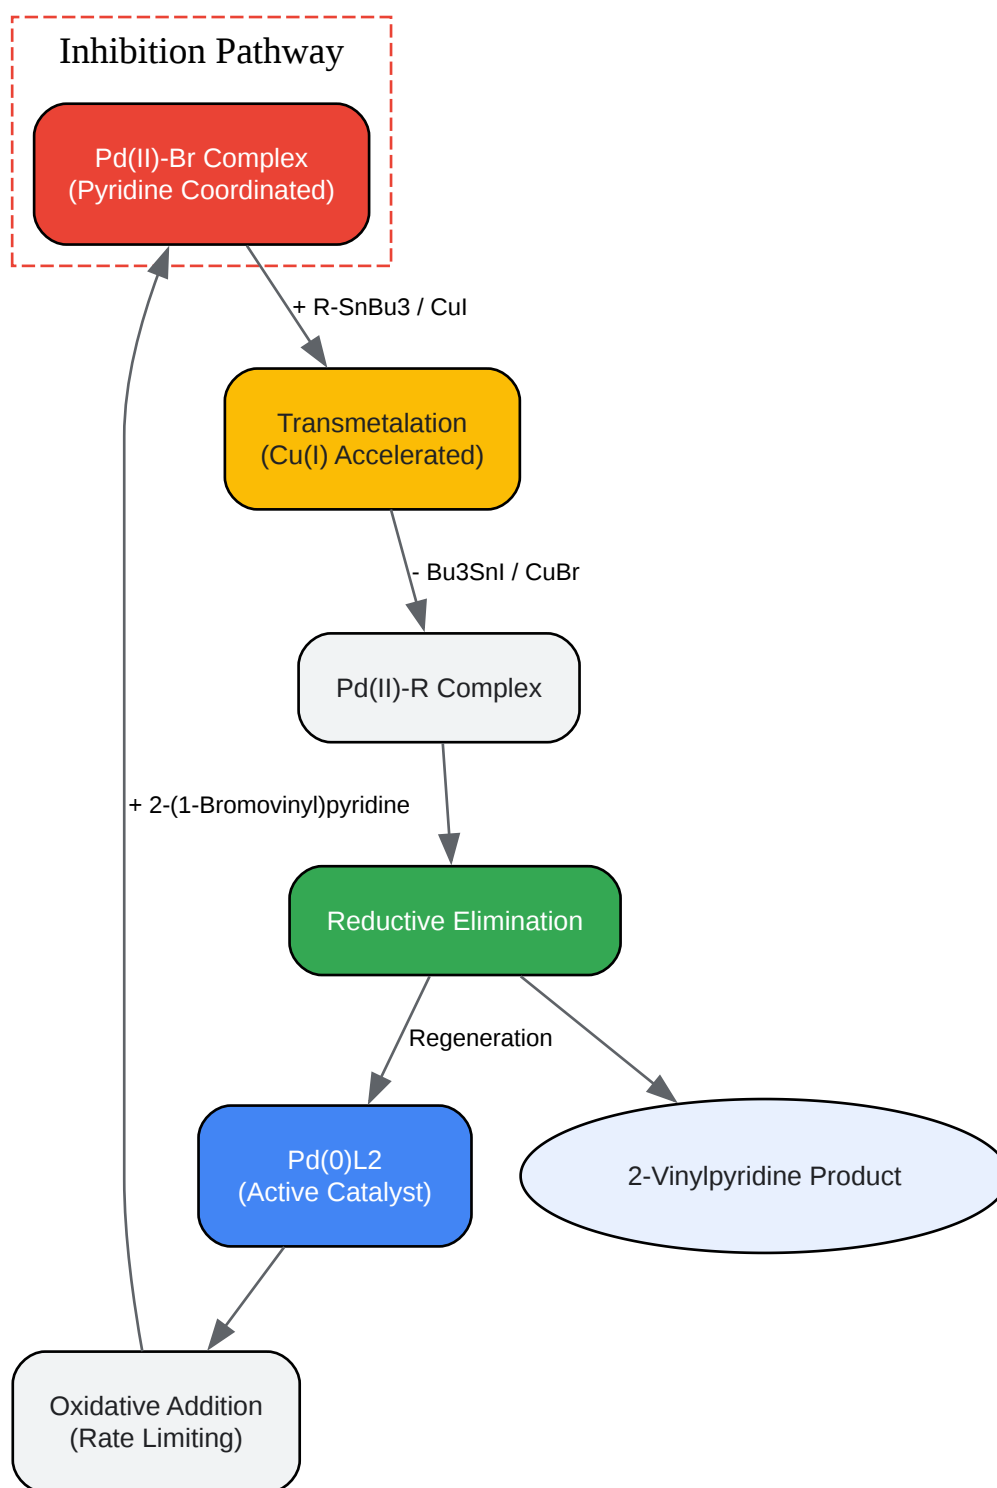 Inhibition Pathway
Pd(II)-Br Complex
(Pyridine Coordinated)
+ R-SnBu3 / CuI
Transmetalation
(Cu(I) Accelerated)
- Bu3SnI / CuBr
Pd(II)-R Complex
+ 2-(1-Bromovinyl)pyridine
Reductive Elimination
Regeneration
Pd(0)L2
(Active Catalyst)
2-Vinylpyridine Product
Oxidative Addition
(Rate Limiting)